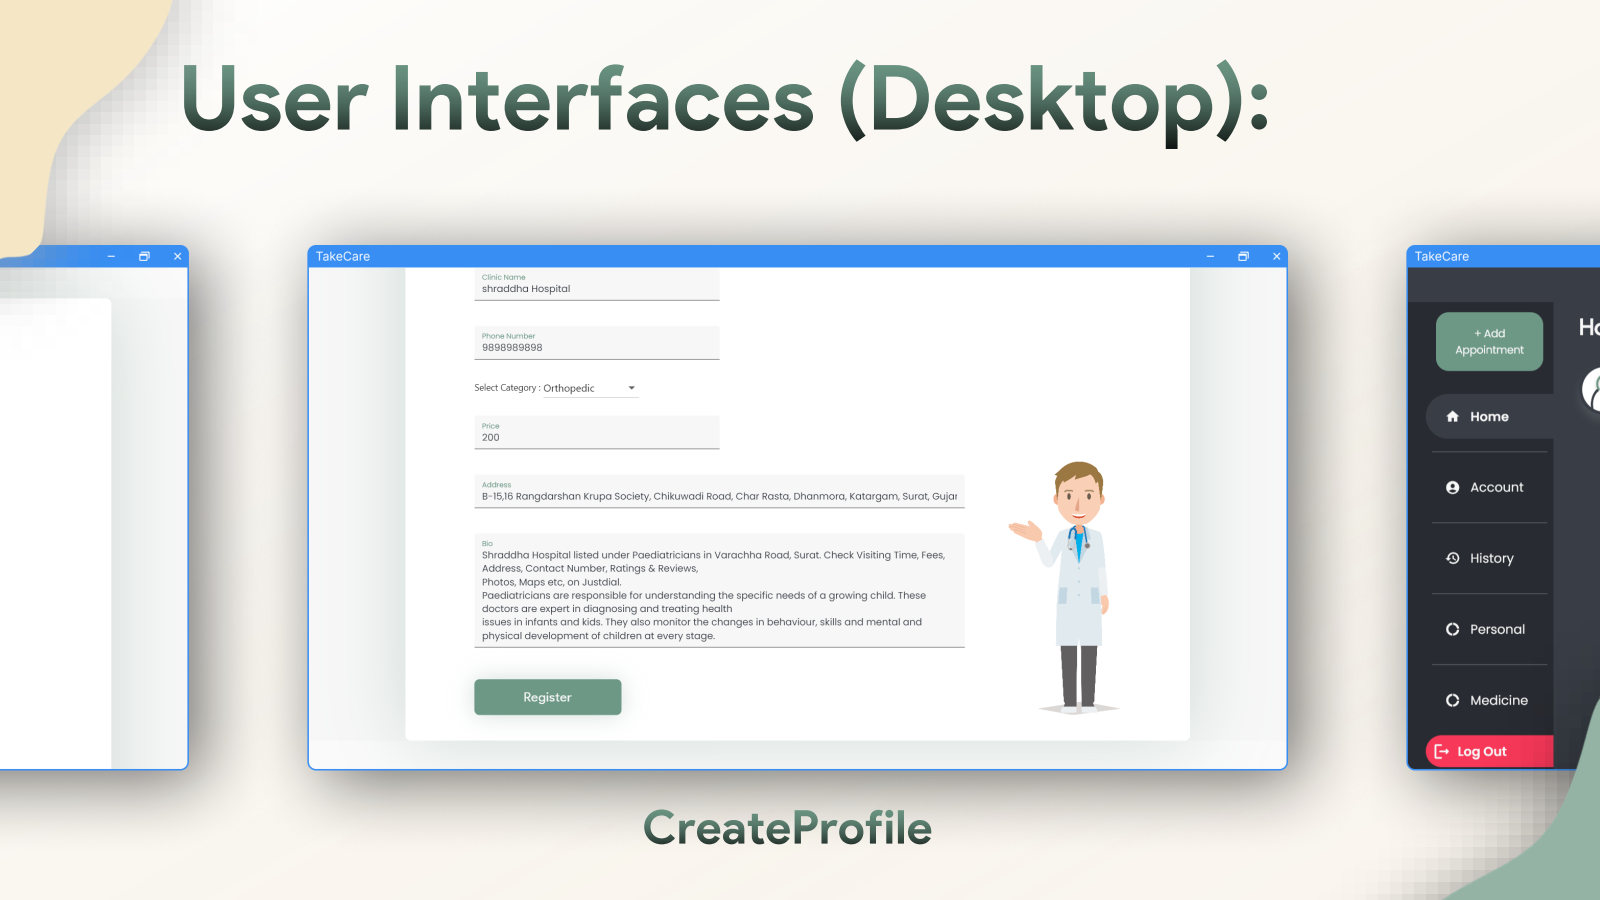 User Interfaces (Desktop):
TakeCare
Clinic Name
shraddha Hospital
Phone Number
9898989898
Select Category : Orthopedic
Price
200
Address
B-15,16 Rangdarshan Krupa Society, Chikuwadi Road, Char Rasta, Dhanmora, Katargam, Surat, Gujar
Bio
Shraddha Hospital listed under Paediatricians in Varachha Road, Surat. Check Visiting Time, Fees,
Address, Contact Number, Ratings & Reviews,
Photos, Maps etc, on Justdial.
Paediatricians are responsible for understanding the specific needs of a growing child. These
doctors are expert in diagnosing and treating health
issues in infants and kids. They also monitor the changes in behaviour, skills and mental and
physical development of children at every stage.
Register
TakeCare
+ Add
Appointment
Ho
Home
Account
History
Personal
Medicine
Log Out
CreateProfile